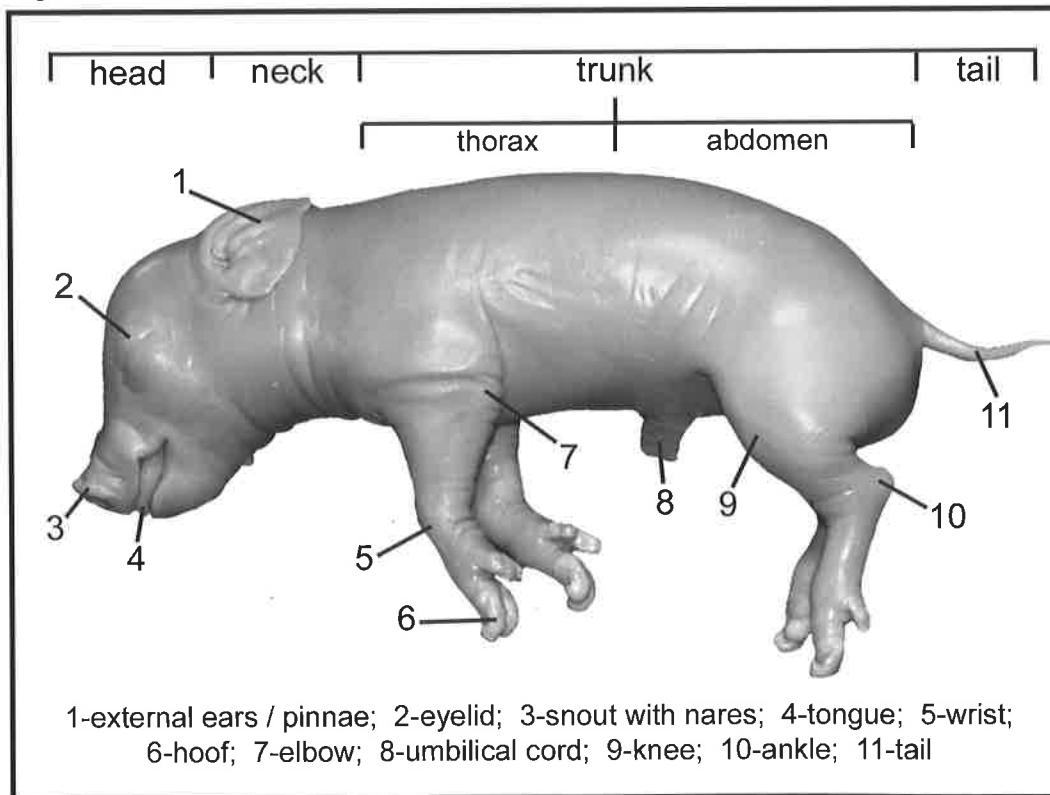 head neck trunk tail
thorax abdomen
1
2
3
4
5
6
7
8
9
10
11
1-external ears / pinnae; 2-eyelid; 3-snout with nares; 4-tongue; 5-wrist;
6-hoof; 7-elbow; 8-umbilical cord; 9-knee; 10-ankle; 11-tail